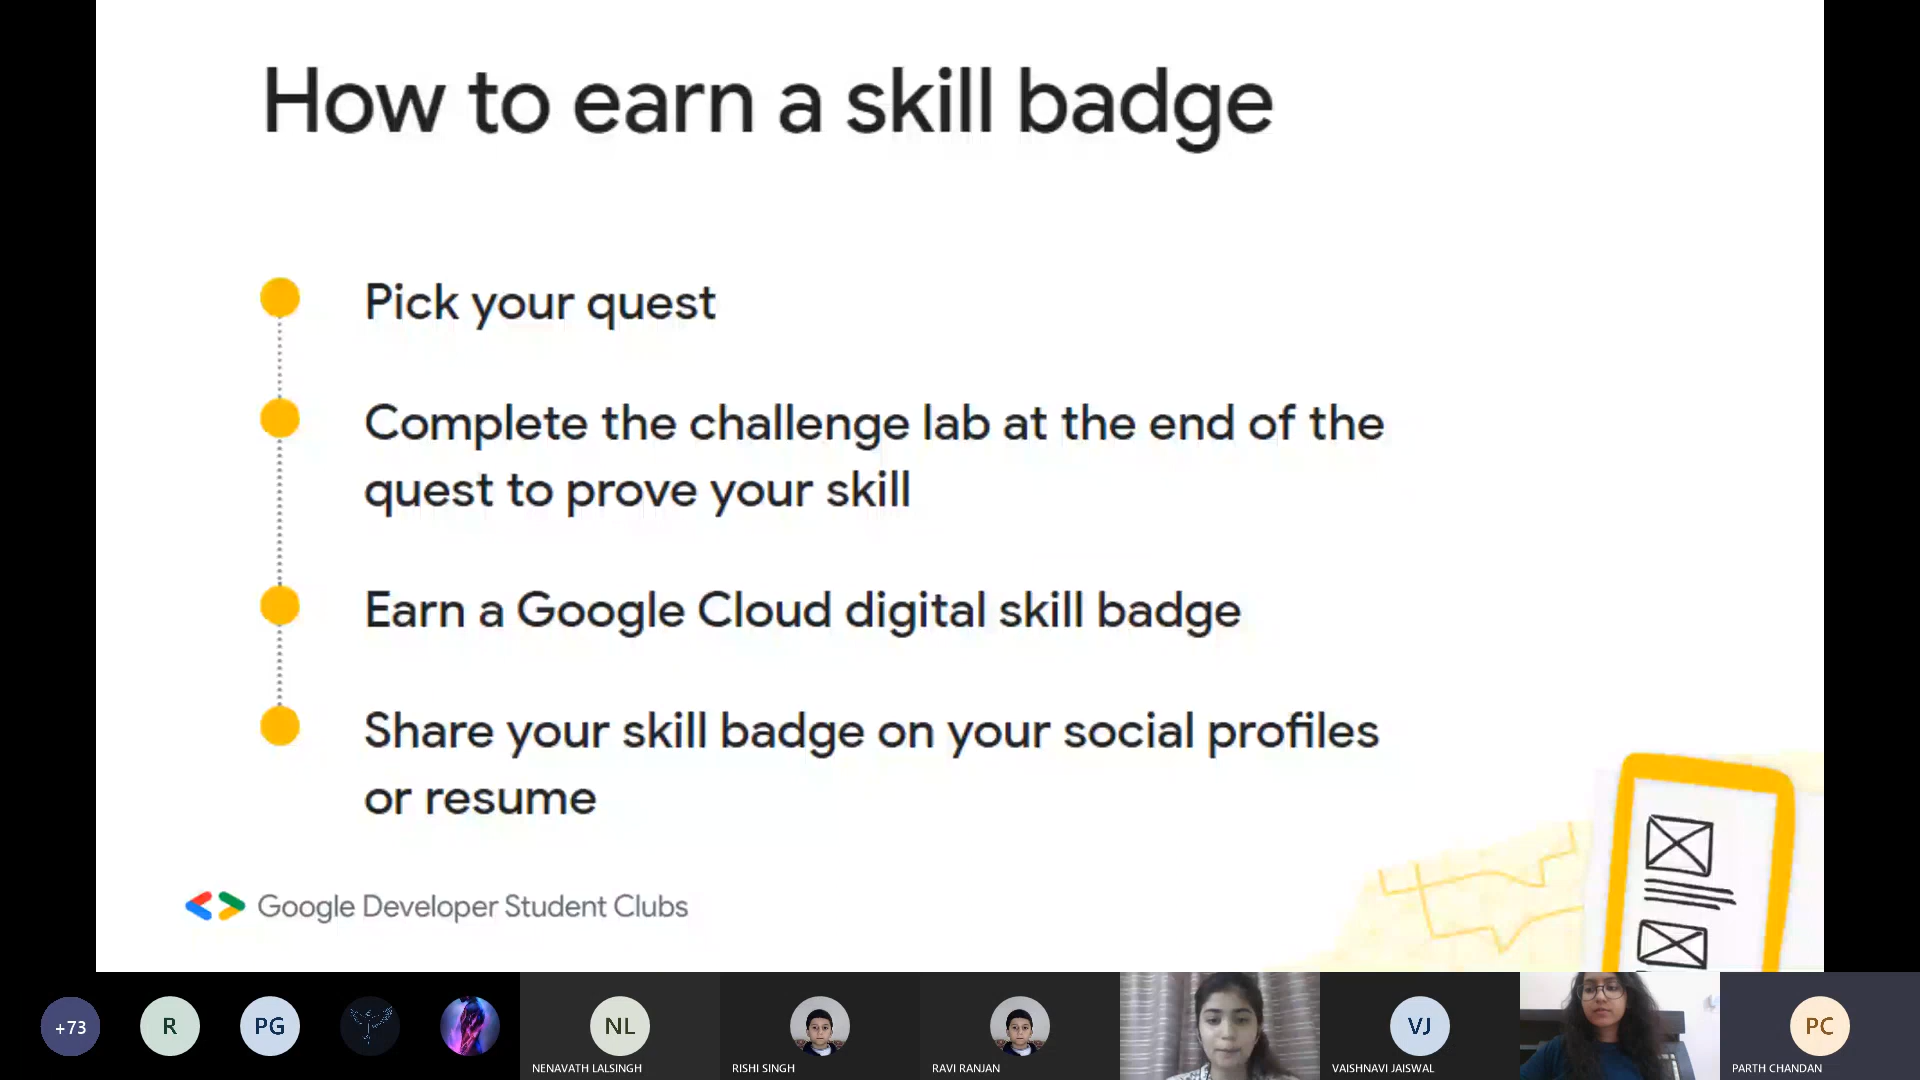 How to earn a skill badge
Pick your quest
Complete the challenge lab at the end of the
quest to prove your skill
Earn a Google Cloud digital skill badge
Share your skill badge on your social profiles
or resume
Google Developer Student Clubs
+73
R
PG
NL
VJ
PC
NENAVATH LALSINGH
RISHI SINGH
RAVI RANJAN
VAISHNAVI JAISWAL
PARTH CHANDAN